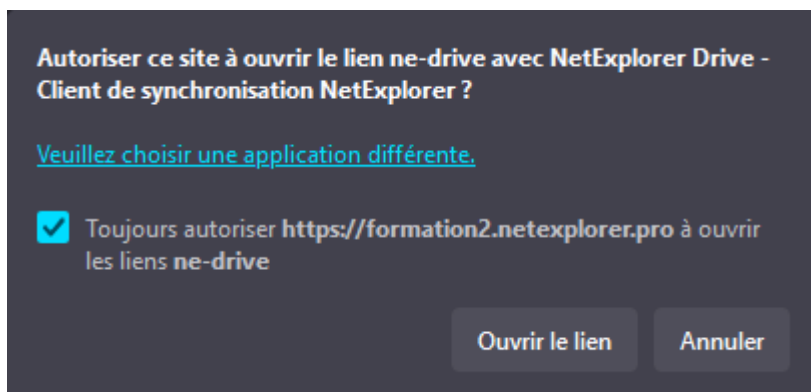 Autoriser ce site à ouvrir le lien ne-drive avec NetExplorer Drive -
Client de synchronisation NetExplorer ?
Veuillez choisir une application différente.
Toujours autoriser https://formation2.netexplorer.pro à ouvrir
les liens ne-drive
Ouvrir le lien
Annuler